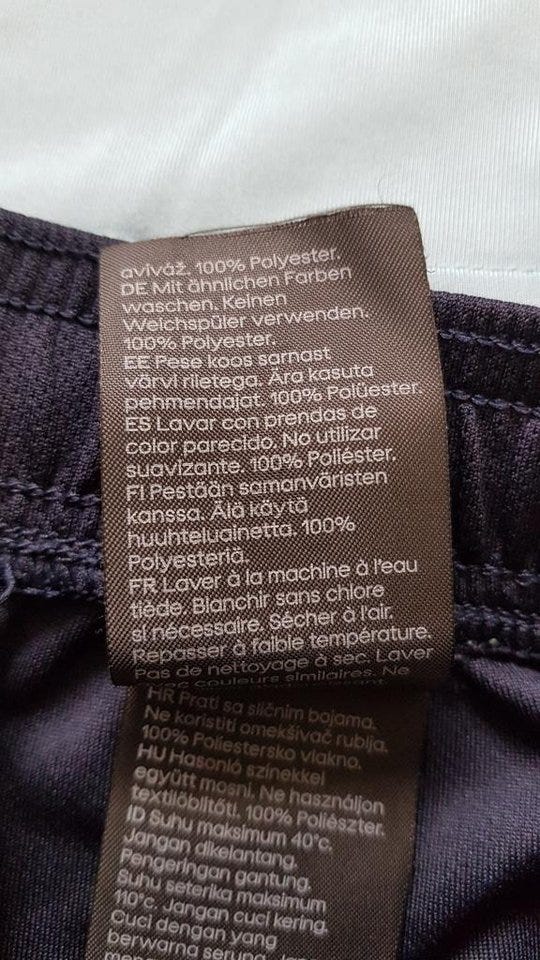 aviváž. 100% Polyester.
DE Mit ähnlichen Farben
waschen. Keinen
Weichspüler verwenden.
100% Polyester.
EE Pese koos sarnast
värvi riietega. Ära kasuta
pehmendajat. 100% Polüester.
ES Lavar con prendas de
color parecido. No utilizar
suavizante. 100% Poliéster.
FI Pestään samanväristen
kanssa. Älä käytä
huuhteluainetta. 100%
Polyesteriä.
FR Laver à la machine à l'eau
tiède. Blanchir sans chlore
si nécessaire. Sécher à l'air.
Repasser à faible température.
Pas de nettoyage à sec. Laver
couleurs similaires. Ne
HR Prati sa sličnim bojama.
Ne koristiti omekšivač rublja.
100% Poliestersko vlakno.
HU Hasonló színekkel
együtt mosni. Ne használjon
textilöblítőt. 100% Poliészter.
ID Suhu maksimum 40°c.
Jangan dikelantang.
Pengeringan gantung.
Suhu seterika maksimum
110°c. Jangan cuci kering.
Cuci dengan yang
berwarna serupa. Jangan